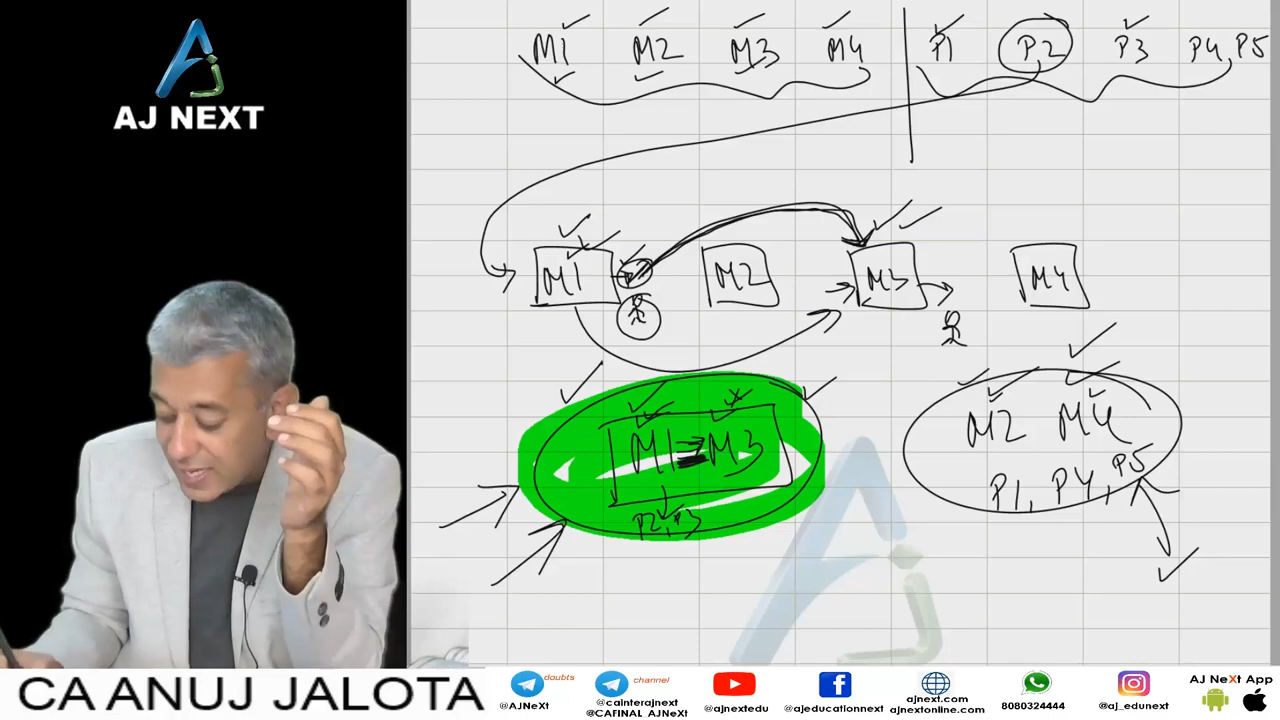 AJ NEXT
M1 M2 M3 M4 P1 P2 P3 P4, P5
M1 M2 M3 M4
M1 → M3
P2, P3
M2 M4
P1, P4, P5
CA ANUJ JALOTA
doubts
@AJNeXt
channel
@cainterajnext
@CAFINAL_AJNeXt
@ajnextedu
@ajeducationnext
ajnext.com
ajnextonline.com
8080324444
@aj_edunext
AJ NeXt App